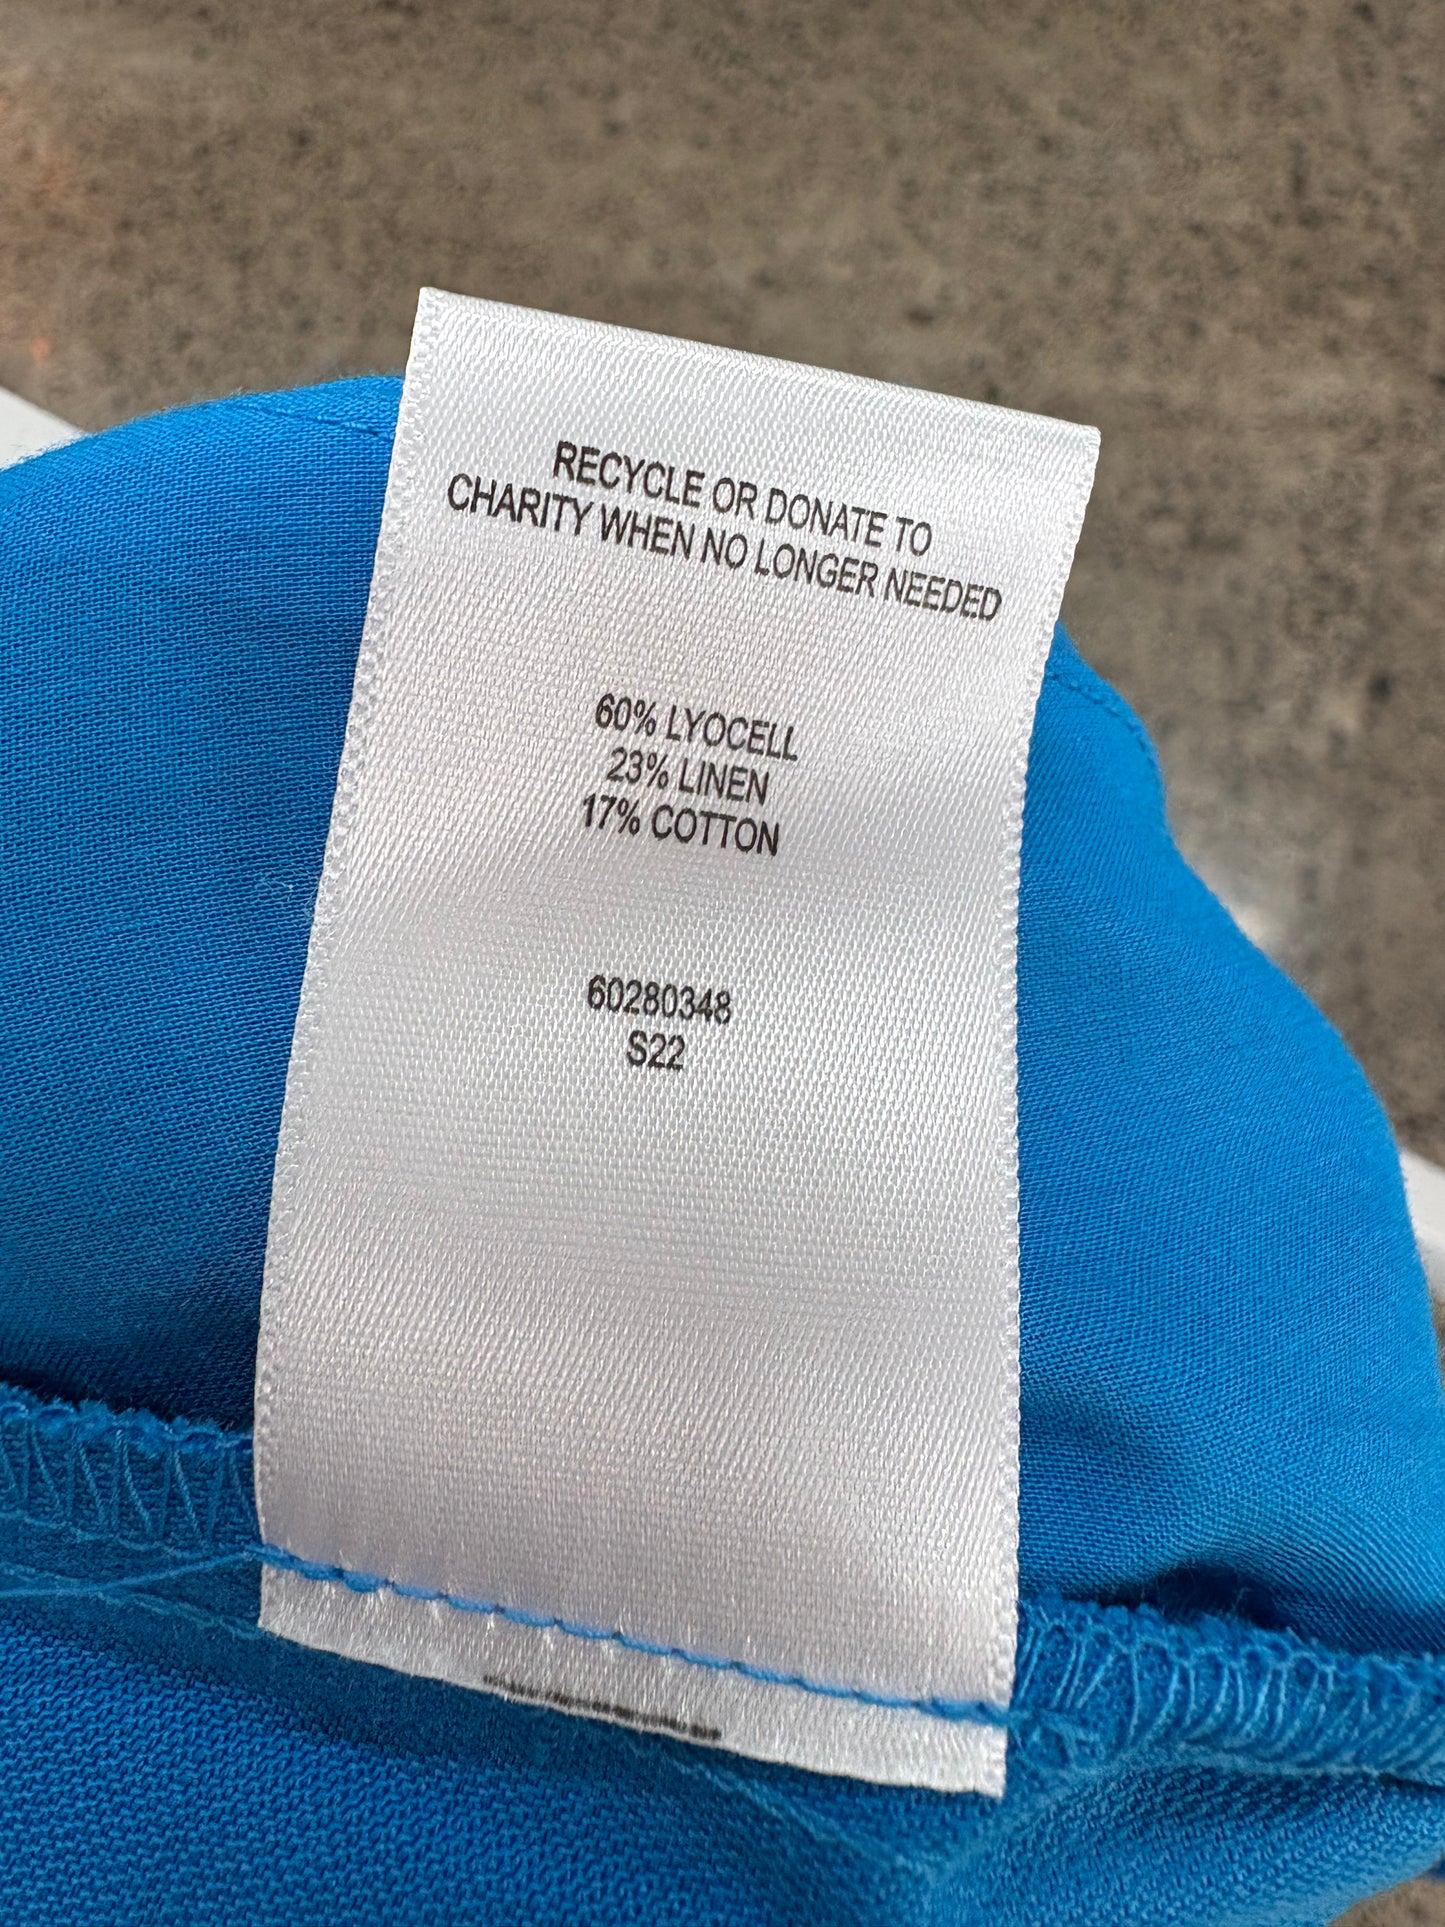 RECYCLE OR DONATE TO
CHARITY WHEN NO LONGER NEEDED
60% LYOCELL
23% LINEN
17% COTTON
60280348
S22